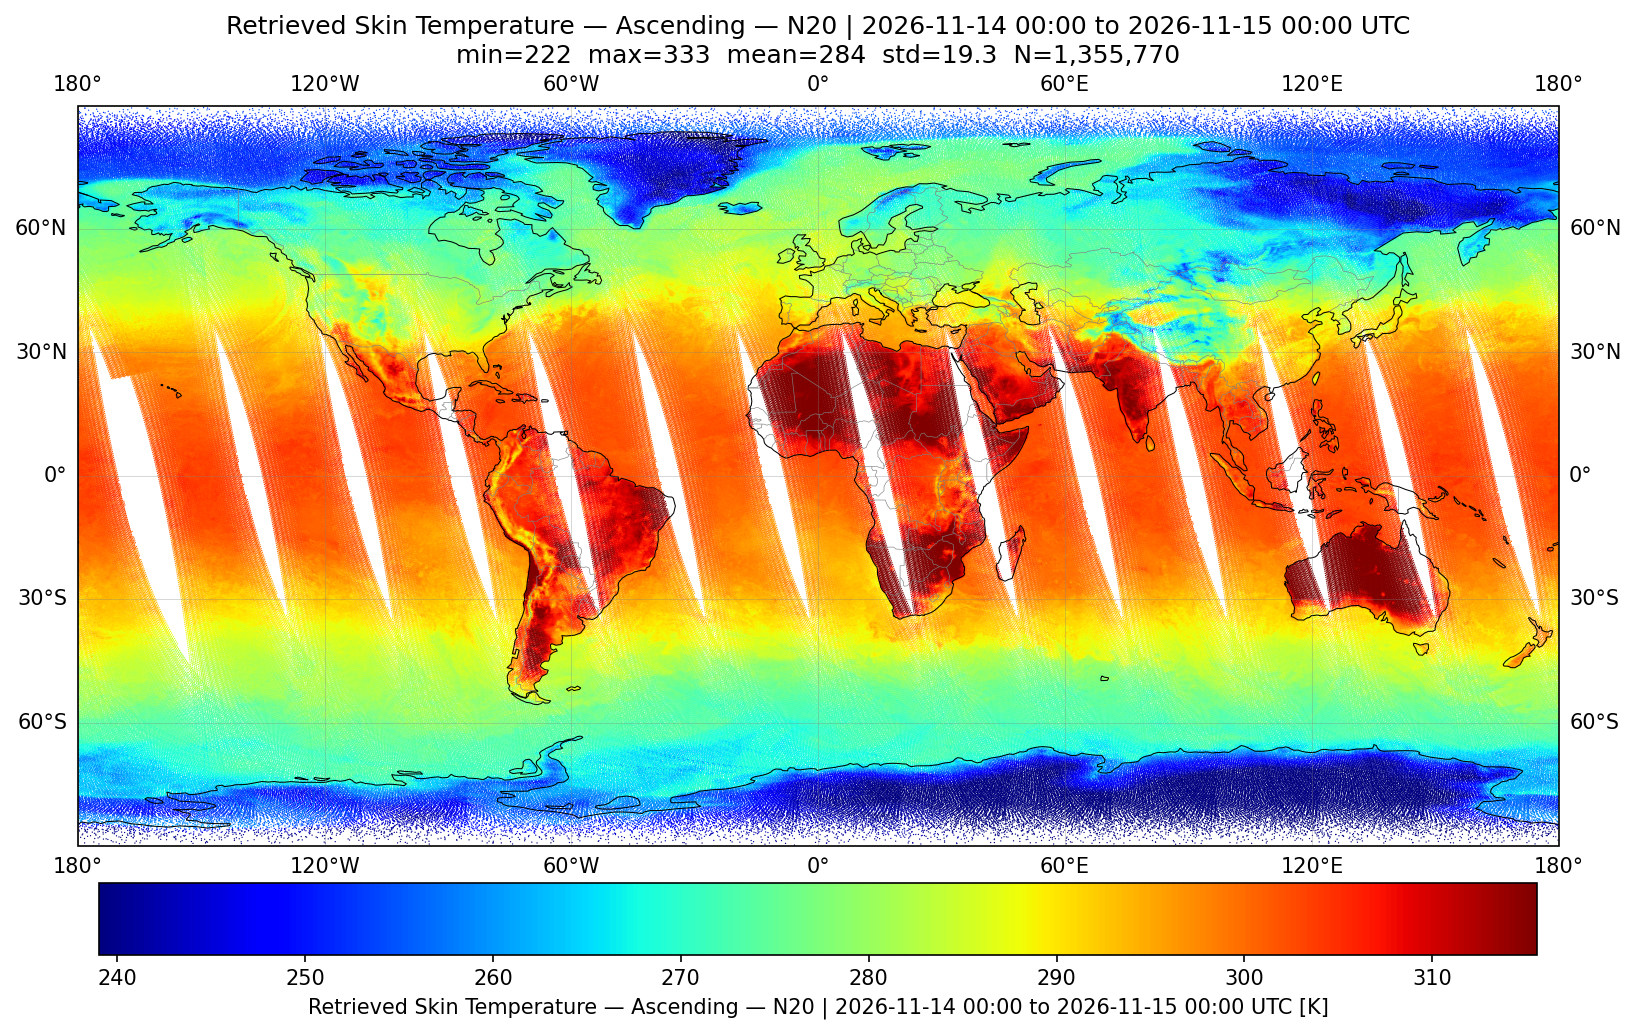 Retrieved Skin Temperature — Ascending — N20 | 2026-11-14 00:00 to 2026-11-15 00:00 UTC
min=222 max=333 mean=284 std=19.3 N=1,355,770
180° 120°W 60°W 0° 60°E 120°E 180°
60°N 60°N
30°N 30°N
0° 0°
30°S 30°S
60°S 60°S
180° 120°W 60°W 0° 60°E 120°E 180°
240 250 260 270 280 290 300 310
Retrieved Skin Temperature — Ascending — N20 | 2026-11-14 00:00 to 2026-11-15 00:00 UTC [K]